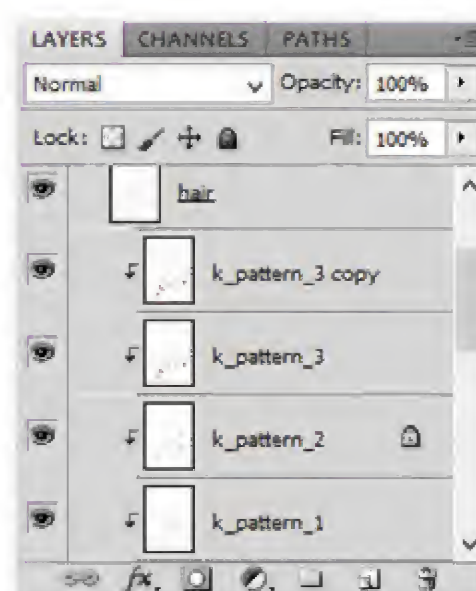 LAYERS CHANNELS PATHS
Normal Opacity: 100%
Lock: Fill: 100%
hair
k_pattern_3 copy
k_pattern_3
k_pattern_2
k_pattern_1
fx.